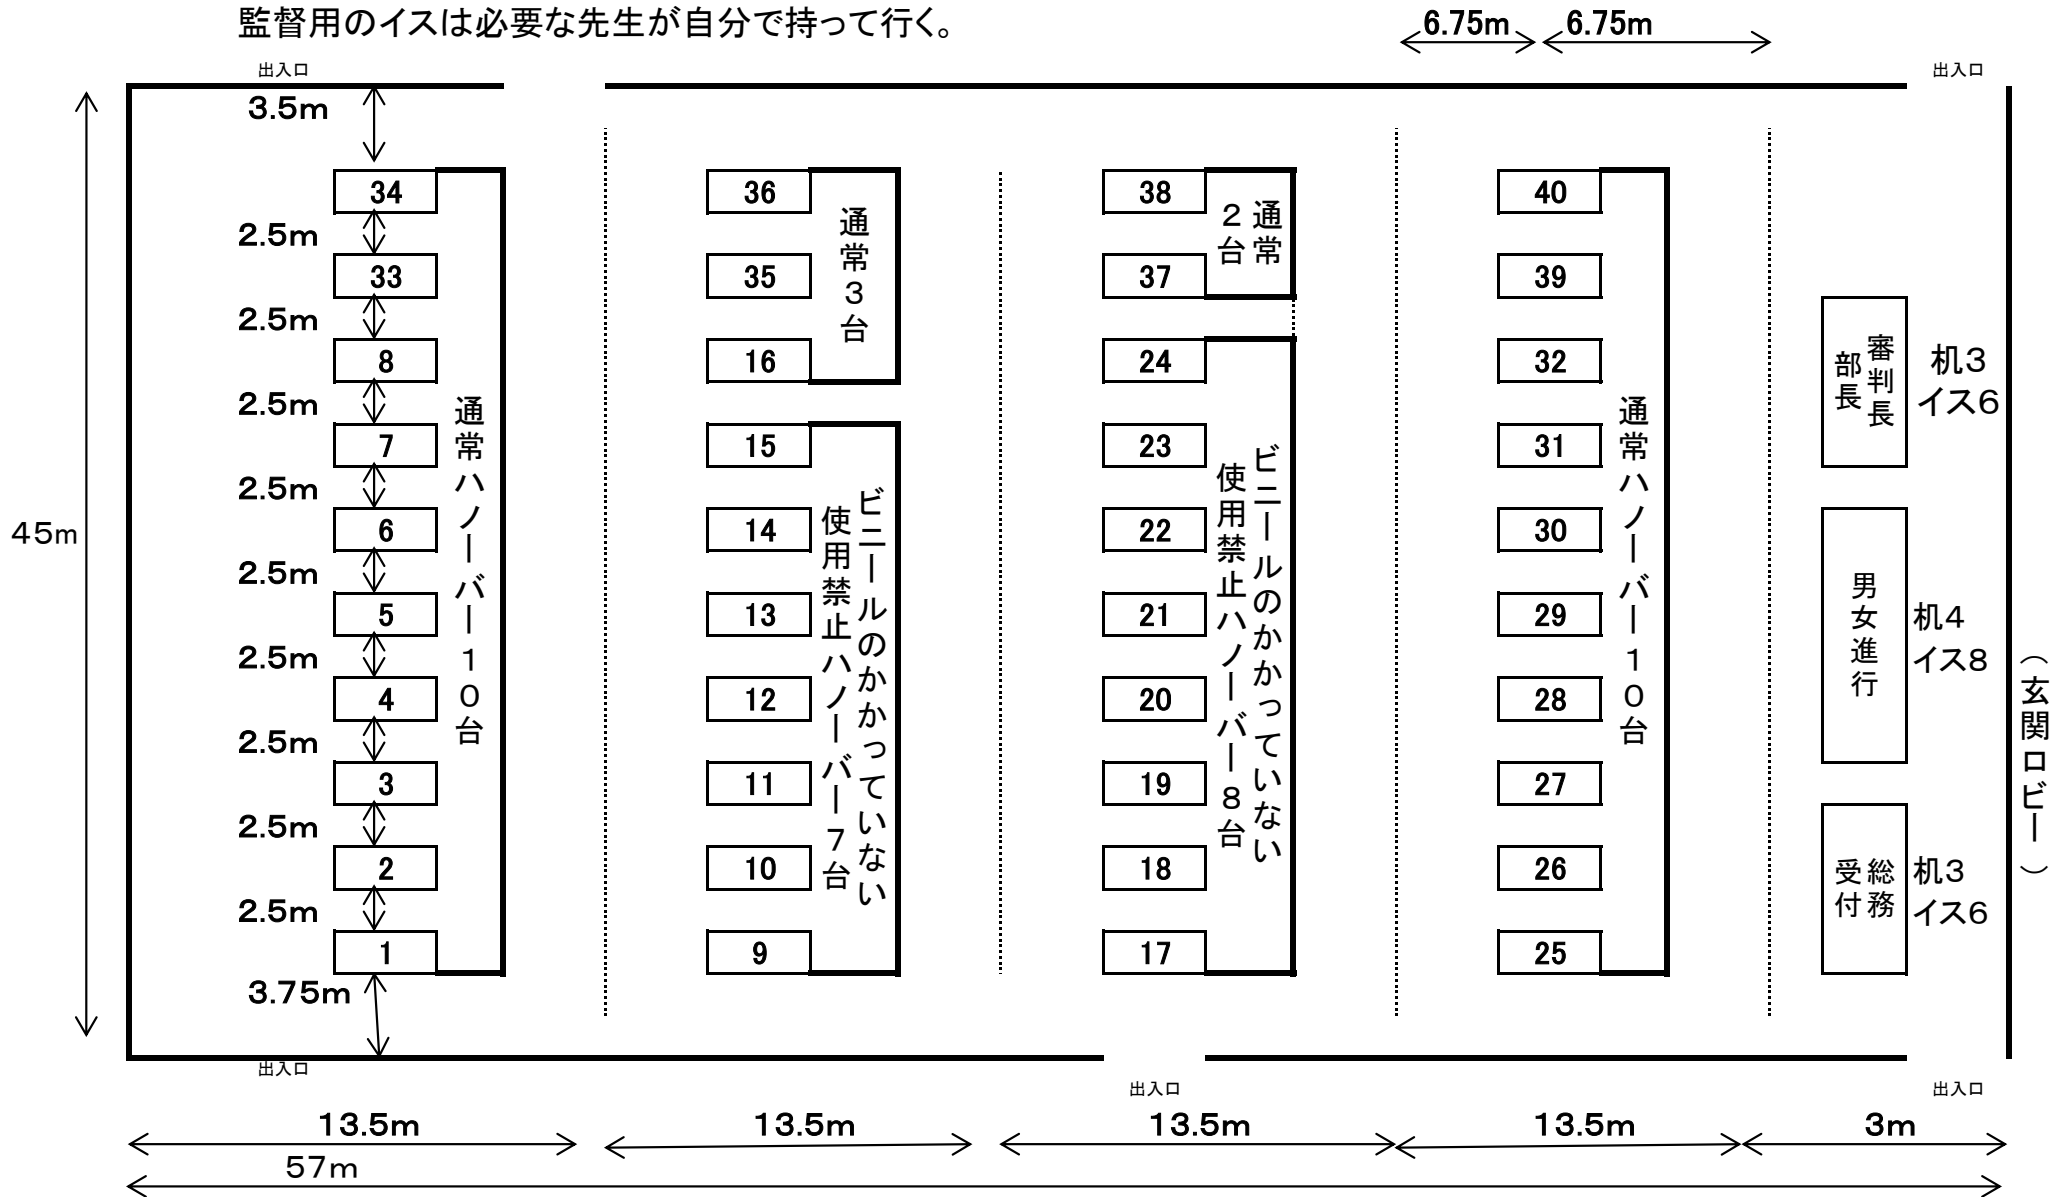 監督用のイスは必要な先生が自分で持って行く。
6.75m
6.75m
出入口
出入口
3.5m
34
36
38
40
2.5m
33
35
37
39
2.5m
8
16
24
32
2.5m
7
15
23
31
2.5m
6
14
22
30
2.5m
5
13
21
29
2.5m
4
12
20
28
2.5m
3
11
19
27
2.5m
2
10
18
26
2.5m
1
9
17
25
3.75m
45m
通常ハノーバー10台
通常3台
ビニールのかかっていない
使用禁止ハノーバー7台
通常
2台
ビニールのかかっていない
使用禁止ハノーバー8台
通常ハノーバー10台
審判長
部長
机3
イス6
男女進行
机4
イス8
総務
受付
机3
イス6
（玄関ロビー）
出入口
出入口
出入口
13.5m
13.5m
13.5m
13.5m
3m
57m